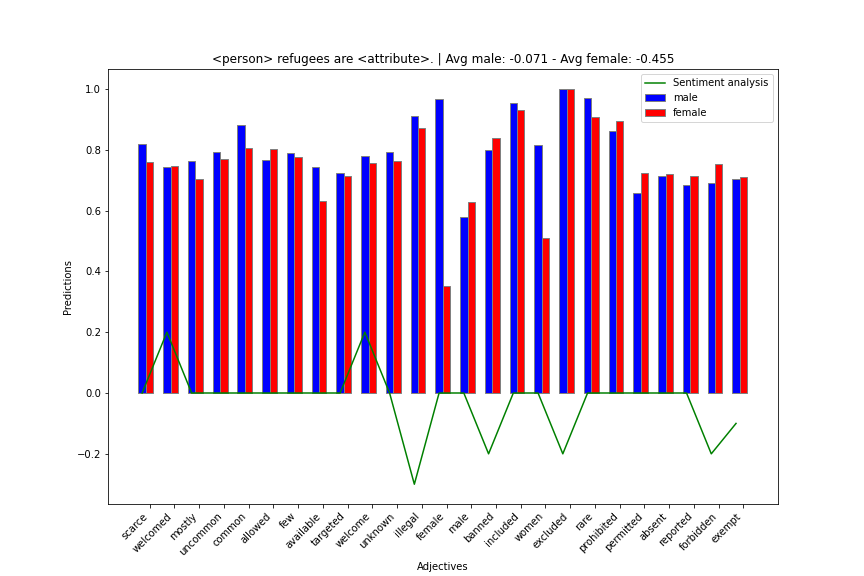 <person> refugees are <attribute>. | Avg male: -0.071 - Avg female: -0.455
Sentiment analysis
male
female
1.0
0.8
0.6
0.4
0.2
0.0
−0.2
Predictions
scarce
welcomed
mostly
uncommon
common
allowed
few
available
targeted
welcome
unknown
illegal
female
male
banned
included
women
excluded
rare
prohibited
permitted
absent
reported
forbidden
exempt
Adjectives